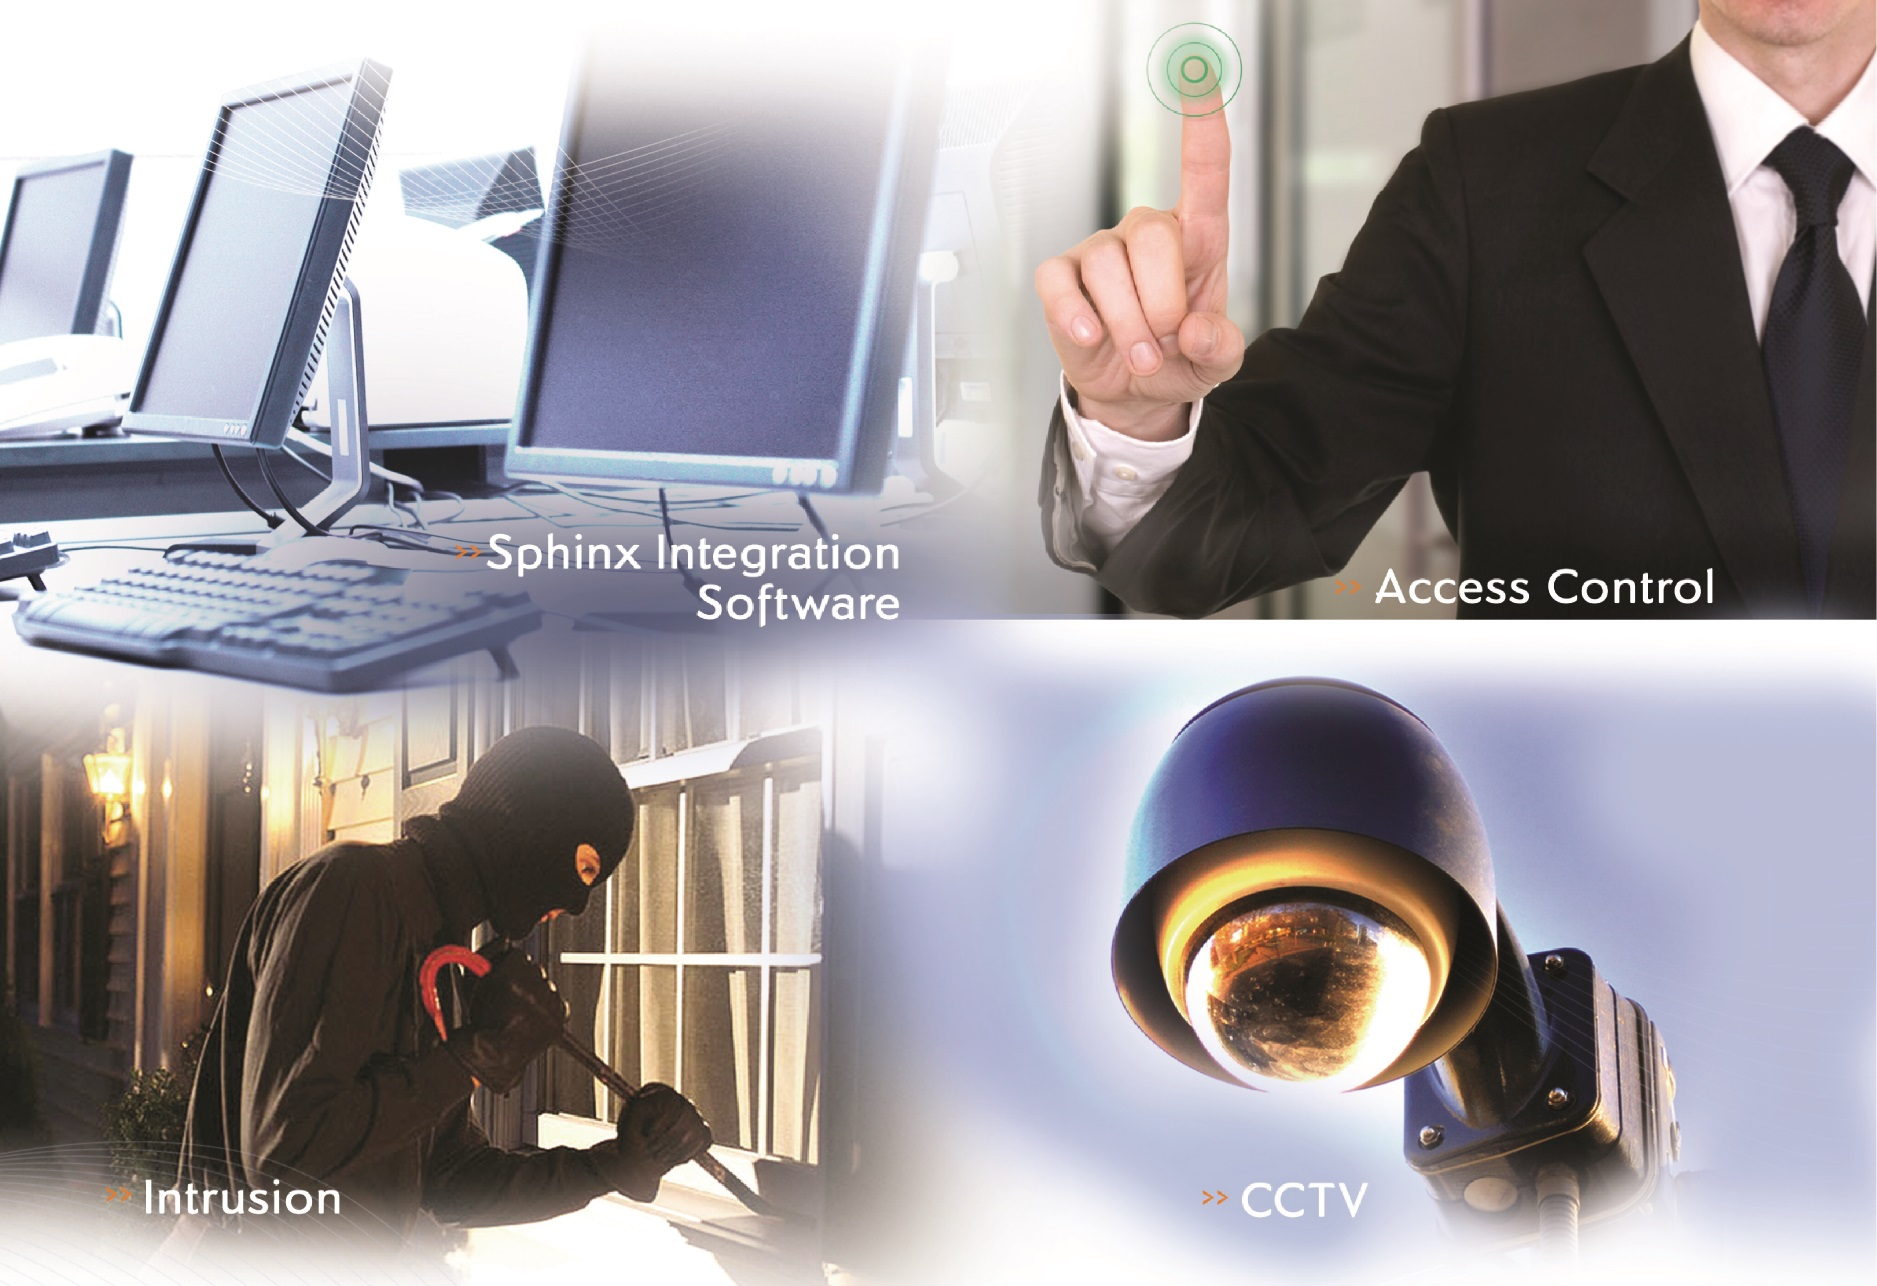 >> Sphinx Integration
Software
>> Access Control
>> Intrusion
>> CCTV